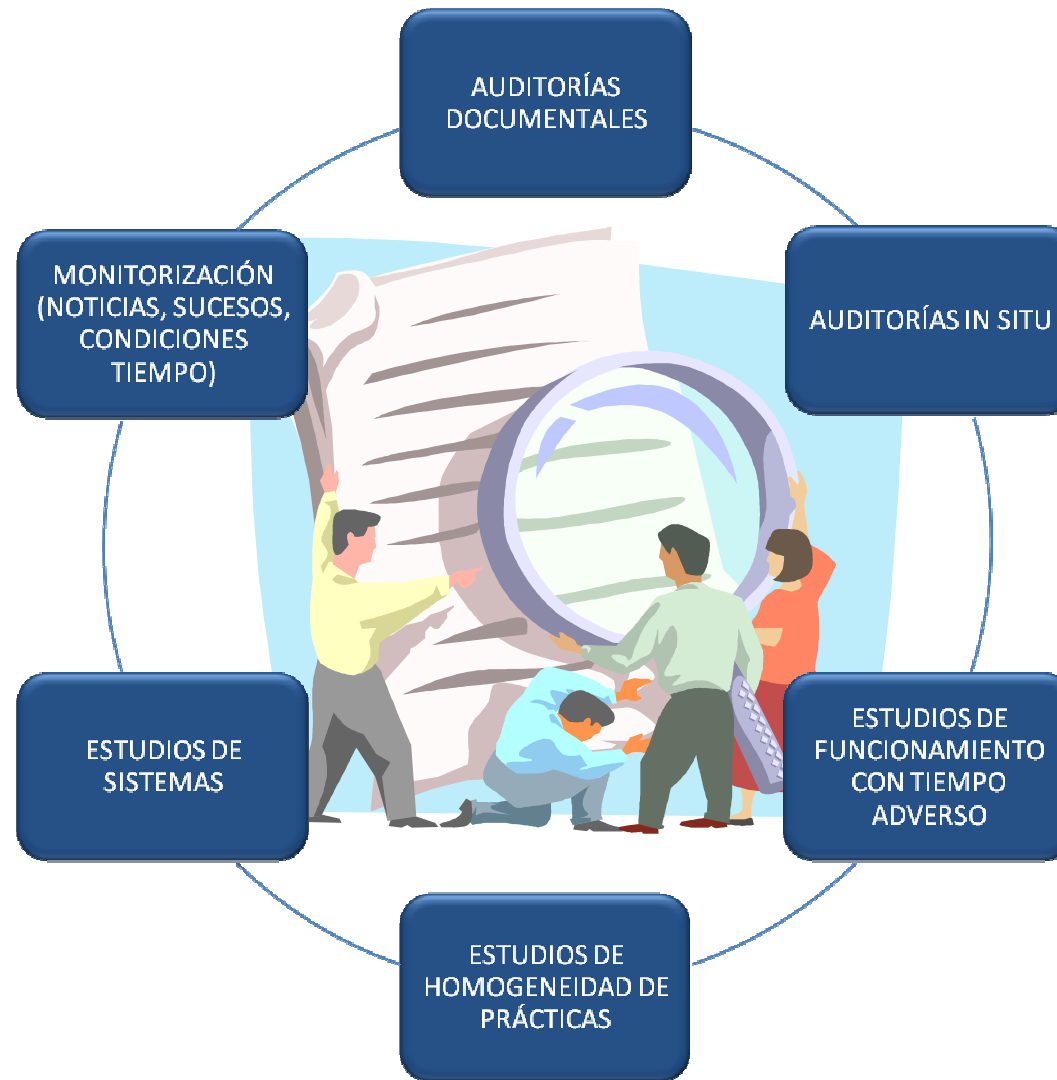 AUDITORÍAS
DOCUMENTALES
AUDITORÍAS IN SITU
ESTUDIOS DE
FUNCIONAMIENTO
CON TIEMPO
ADVERSO
ESTUDIOS DE
HOMOGENEIDAD DE
PRÁCTICAS
ESTUDIOS DE
SISTEMAS
MONITORIZACIÓN
(NOTICIAS, SUCESOS,
CONDICIONES
TIEMPO)